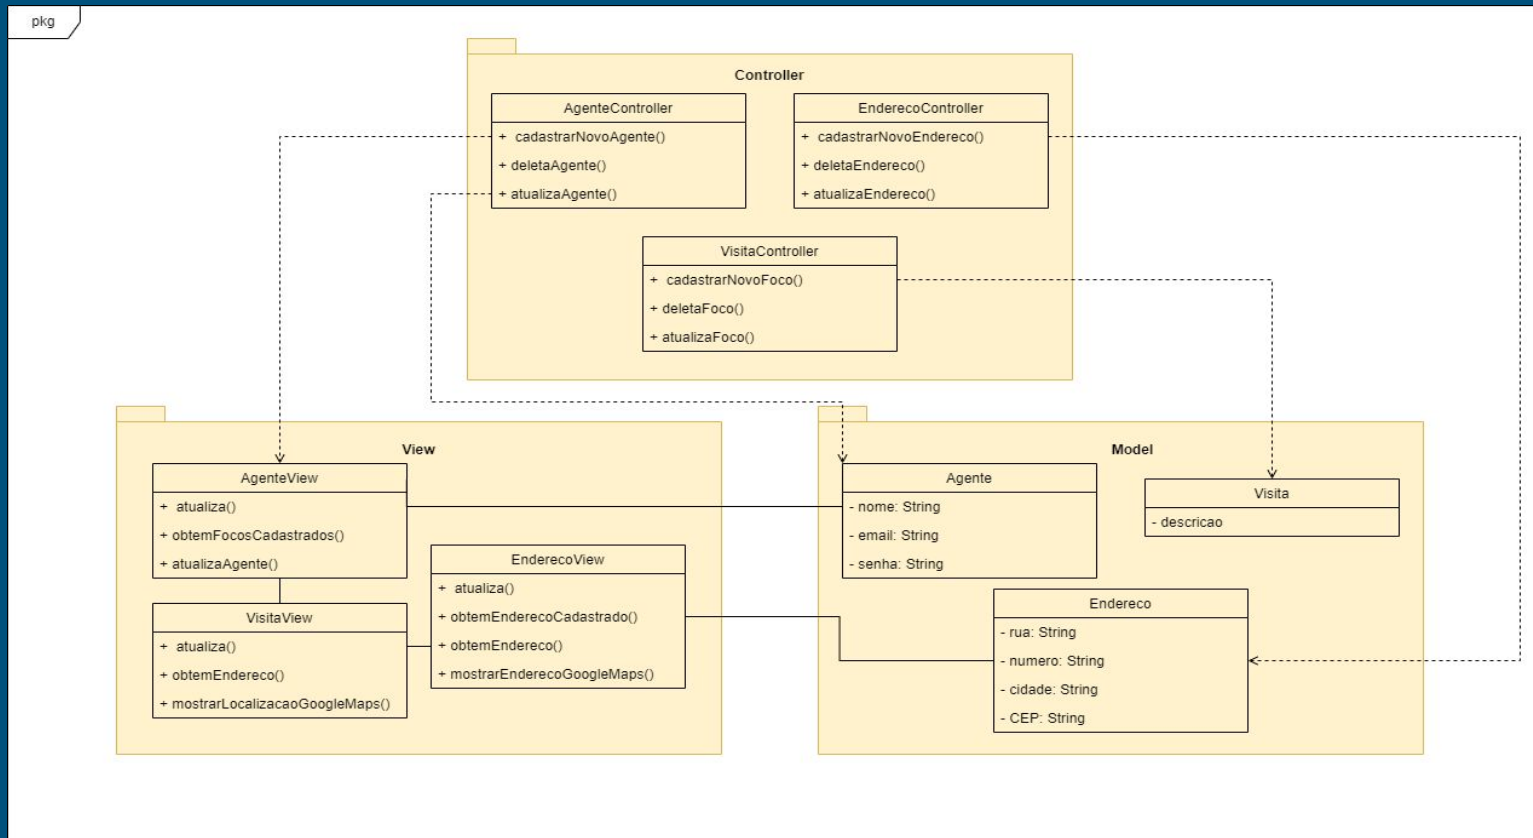 pkg
Controller
AgenteController
+ cadastrarNovoAgente()
+ deletaAgente()
+ atualizaAgente()
EnderecoController
+ cadastrarNovoEndereco()
+ deletaEndereco()
+ atualizaEndereco()
VisitaController
+ cadastrarNovoFoco()
+ deletaFoco()
+ atualizaFoco()
View
AgenteView
+ atualiza()
+ obtemFocosCadastrados()
+ atualizaAgente()
EnderecoView
+ atualiza()
+ obtemEnderecoCadastrado()
+ obtemEndereco()
+ mostrarEnderecoGoogleMaps()
VisitaView
+ atualiza()
+ obtemEndereco()
+ mostrarLocalizacaoGoogleMaps()
Model
Agente
- nome: String
- email: String
- senha: String
Visita
- descricao
Endereco
- rua: String
- numero: String
- cidade: String
- CEP: String